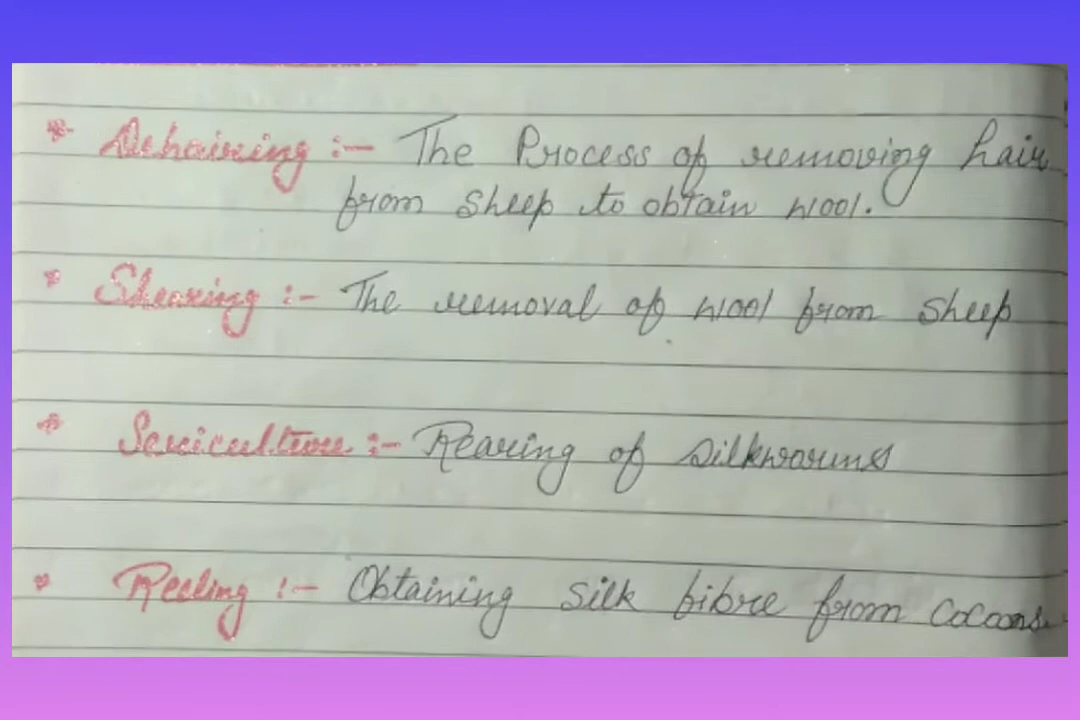 * Dehairing :- The Process of removing hair
from sheep to obtain wool.
* Shearing :- The removal of wool from sheep
* Sericulture :- Rearing of silkworms
* Reeling :- Obtaining silk fibre from cocoons.